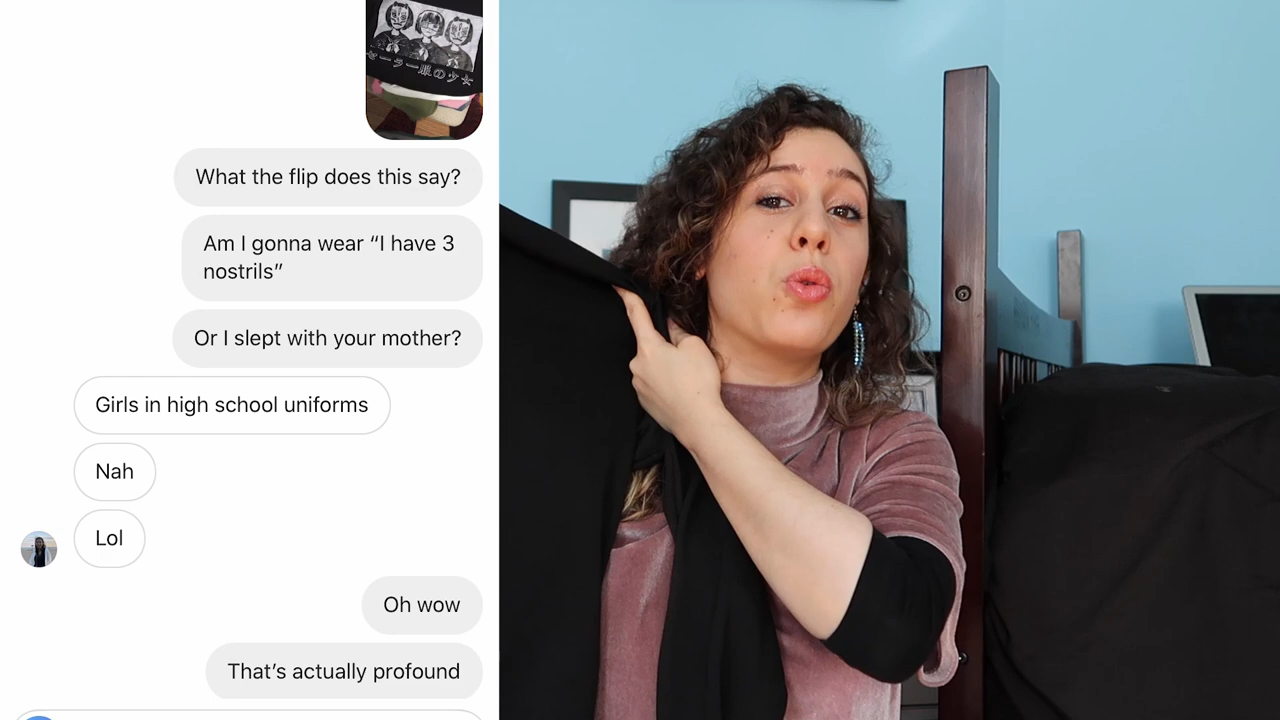 セーラー服の少女
What the flip does this say?
Am I gonna wear “I have 3
nostrils”
Or I slept with your mother?
Girls in high school uniforms
Nah
Lol
Oh wow
That’s actually profound